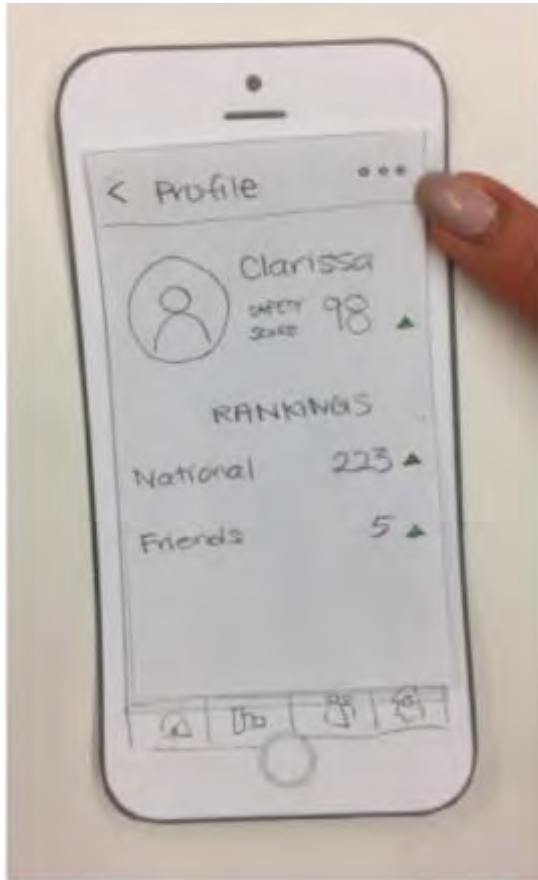 < Profile ...
Clarissa
SAFETY
SCORE 98
RANKINGS
National 223
Friends 5